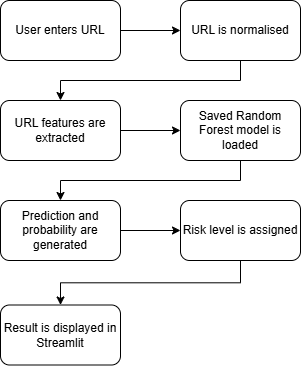 User enters URL
URL is normalised
URL features are
extracted
Saved Random
Forest model is
loaded
Prediction and
probability are
generated
Risk level is assigned
Result is displayed in
Streamlit